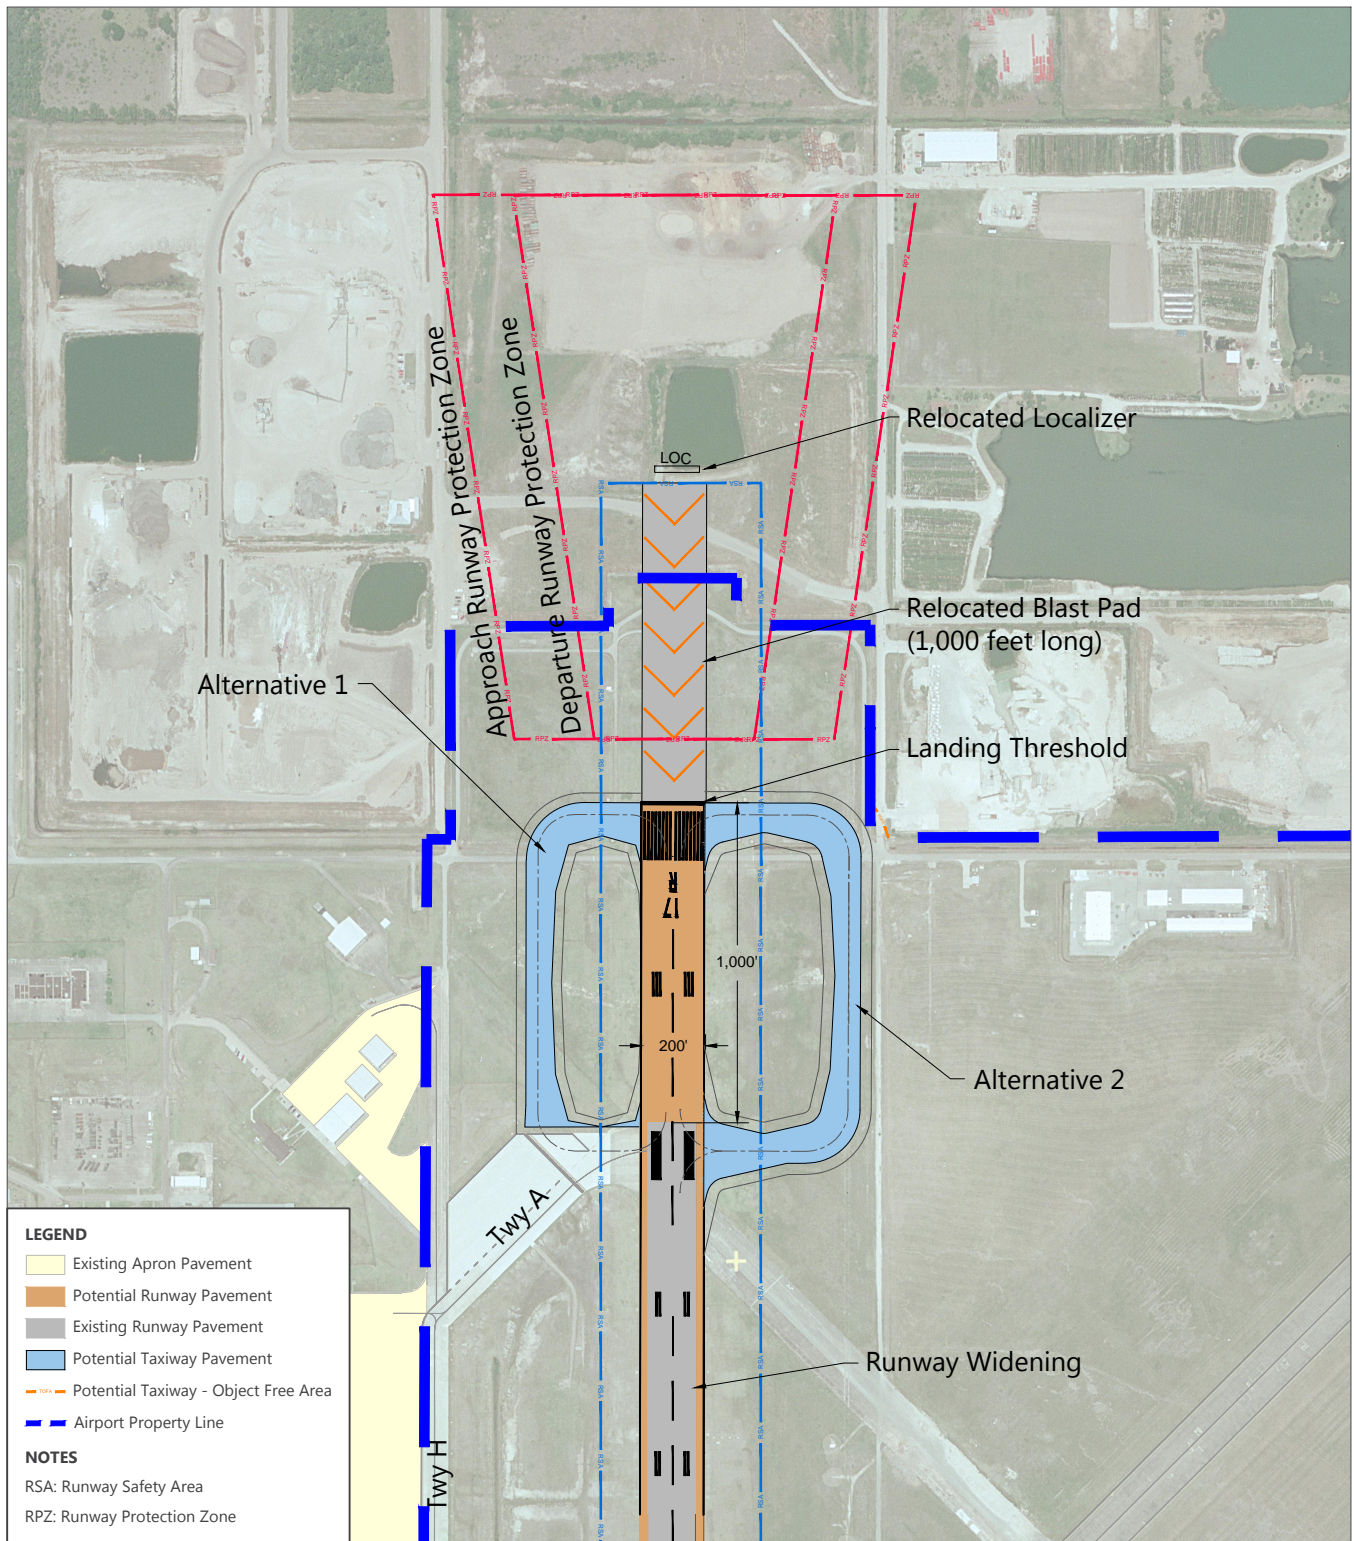 Approach Runway Protection Zone
Departure Runway Protection Zone
LOC
Relocated Localizer
Relocated Blast Pad
(1,000 feet long)
Alternative 1
Landing Threshold
R
17
1,000'
200'
Alternative 2
Twy A
Runway Widening
Twy H
RPZ
RSA
LEGEND
Existing Apron Pavement
Potential Runway Pavement
Existing Runway Pavement
Potential Taxiway Pavement
Potential Taxiway - Object Free Area
Airport Property Line
NOTES
RSA: Runway Safety Area
RPZ: Runway Protection Zone